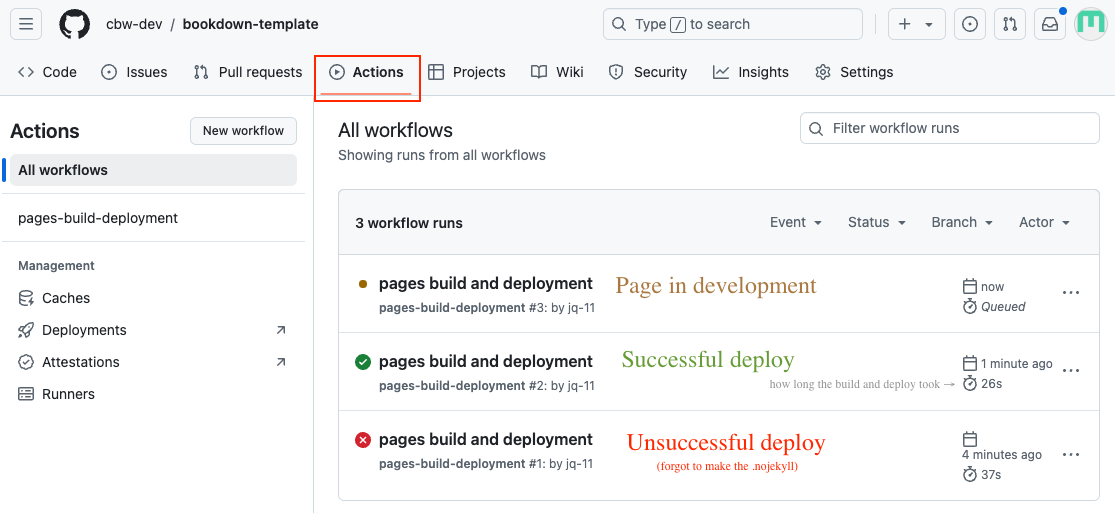 cbw-dev / bookdown-template
Type / to search
Code
Issues
Pull requests
Actions
Projects
Wiki
Security
Insights
Settings
Actions
New workflow
All workflows
pages-build-deployment
Management
Caches
Deployments
Attestations
Runners
All workflows
Showing runs from all workflows
Filter workflow runs
3 workflow runs
Event
Status
Branch
Actor
pages build and deployment
pages-build-deployment #3: by jq-11
Page in development
now
Queued
pages build and deployment
pages-build-deployment #2: by jq-11
Successful deploy
how long the build and deploy took →
1 minute ago
26s
pages build and deployment
pages-build-deployment #1: by jq-11
Unsuccessful deploy
(forgot to make the .nojekyll)
4 minutes ago
37s